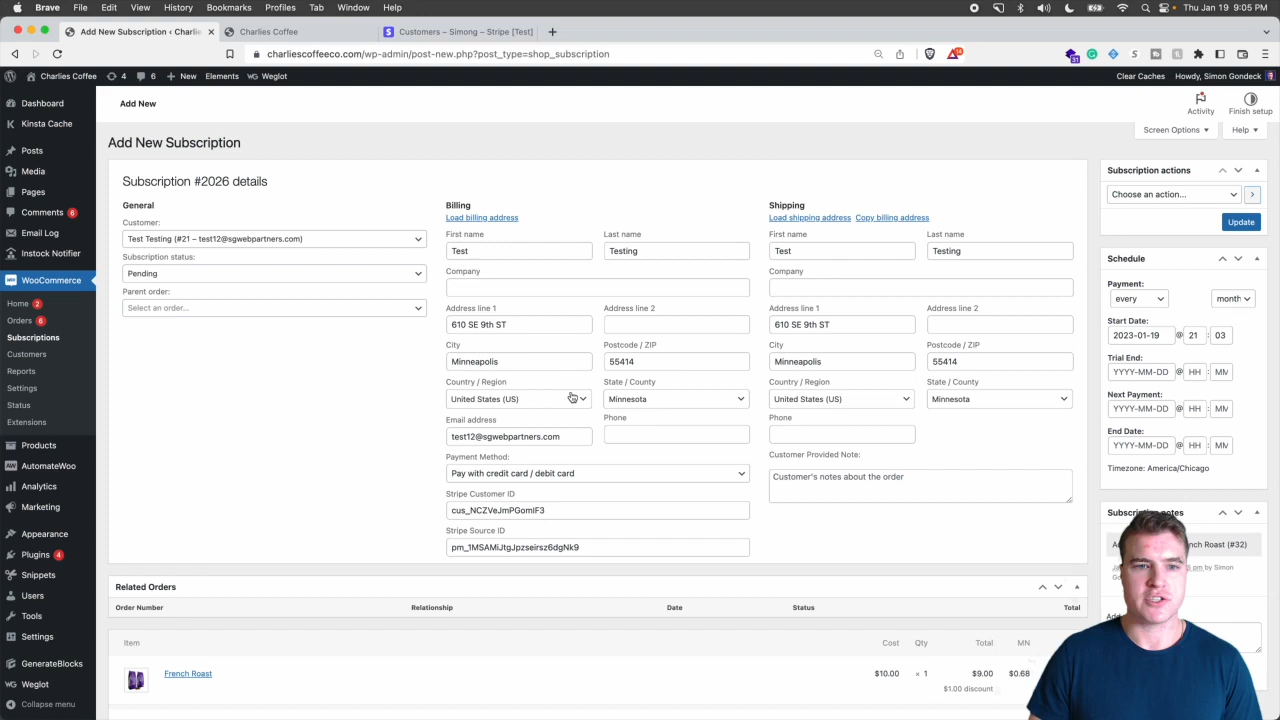 Brave File Edit View History Bookmarks Profiles Tab Window Help Thu Jan 19 9:05 PM
Add New Subscription ‹ Charlie Charlies Coffee Customers – Simong – Stripe [Test]
charliescoffeeco.com/wp-admin/post-new.php?post_type=shop_subscription
Charlies Coffee 4 6 New Elements Weglot Clear Caches Howdy, Simon Gondeck
Dashboard
Kinsta Cache
Posts
Media
Pages
Comments 6
Email Log
Instock Notifier
WooCommerce
Home 2
Orders 6
Subscriptions
Customers
Reports
Settings
Status
Extensions
Products
AutomateWoo
Analytics
Marketing
Appearance
Plugins 4
Snippets
Users
Tools
Settings
GenerateBlocks
Weglot
Collapse menu
Add New
Activity
Finish setup
Screen Options
Help
Add New Subscription
Subscription #2026 details
General
Customer:
Test Testing (#21 – test12@sgwebpartners.com)
Subscription status:
Pending
Parent order:
Select an order...
Billing
Load billing address
First name Last name
Test Testing
Company
Address line 1 Address line 2
610 SE 9th ST
City Postcode / ZIP
Minneapolis 55414
Country / Region State / County
United States (US) Minnesota
Email address Phone
test12@sgwebpartners.com
Payment Method:
Pay with credit card / debit card
Stripe Customer ID
cus_NCZVeJmPGomIF3
Stripe Source ID
pm_1MSAMiJtgJpzseirsz6dgNk9
Shipping
Load shipping address Copy billing address
First name Last name
Test Testing
Company
Address line 1 Address line 2
610 SE 9th ST
City Postcode / ZIP
Minneapolis 55414
Country / Region State / County
United States (US) Minnesota
Phone
Customer Provided Note:
Customer's notes about the order
Subscription actions
Choose an action...
Update
Schedule
Payment:
every month
Start Date:
2023-01-19 @ 21 : 03
Trial End:
YYYY-MM-DD @ HH : MM
Next Payment:
YYYY-MM-DD @ HH : MM
End Date:
YYYY-MM-DD @ HH : MM
Timezone: America/Chicago
Subscription notes
nch Roast (#32)
pm by Simon
Related Orders
Order Number Relationship Date Status Total
Item Cost Qty Total MN
French Roast $10.00 × 1 $9.00 $0.68
$1.00 discount